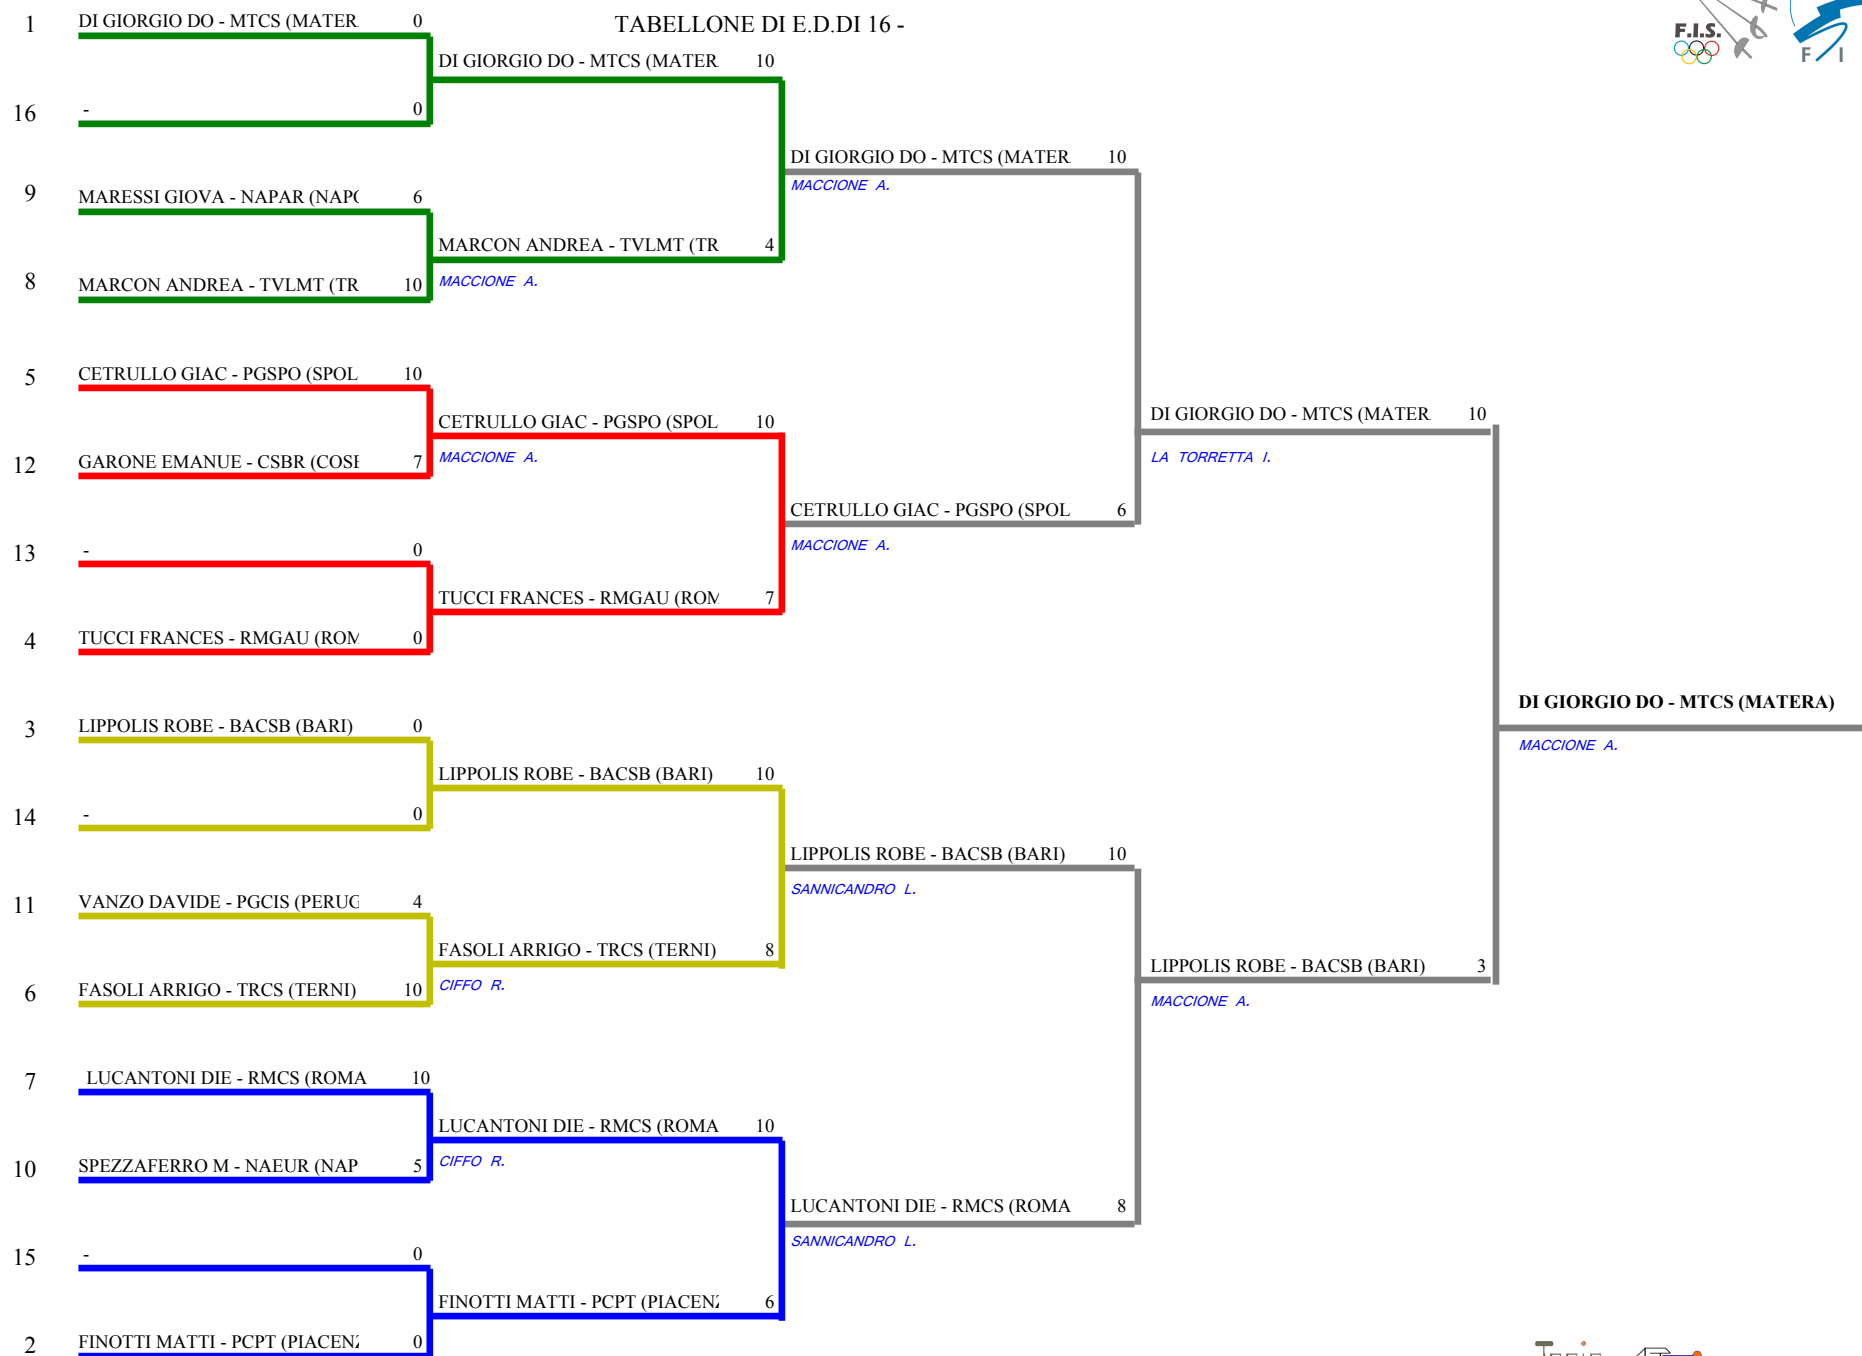 TABELLONE DI E.D.DI 16 -
F.I.S.
F I
1 DI GIORGIO DO - MTCS (MATER 0
DI GIORGIO DO - MTCS (MATER 10
16 - 0
DI GIORGIO DO - MTCS (MATER 10
MACCIONE A.
9 MARESSI GIOVA - NAPAR (NAPO 6
MARCON ANDREA - TVLMT (TR 4
MACCIONE A.
8 MARCON ANDREA - TVLMT (TR 10
5 CETRULLO GIAC - PGSPO (SPOL 10
CETRULLO GIAC - PGSPO (SPOL 10
MACCIONE A.
DI GIORGIO DO - MTCS (MATER 10
LA TORRETTA I.
12 GARONE EMANUE - CSBR (COSE 7
CETRULLO GIAC - PGSPO (SPOL 6
MACCIONE A.
13 - 0
TUCCI FRANCES - RMGAU (ROM 7
4 TUCCI FRANCES - RMGAU (ROM 0
DI GIORGIO DO - MTCS (MATERA)
MACCIONE A.
3 LIPPOLIS ROBE - BACSB (BARI) 0
LIPPOLIS ROBE - BACSB (BARI) 10
14 - 0
LIPPOLIS ROBE - BACSB (BARI) 10
SANNICANDRO L.
11 VANZO DAVIDE - PGCIS (PERUG 4
FASOLI ARRIGO - TRCS (TERNI) 8
CIFFO R.
LIPPOLIS ROBE - BACSB (BARI) 3
MACCIONE A.
6 FASOLI ARRIGO - TRCS (TERNI) 10
7 LUCANTONI DIE - RMCS (ROMA 10
LUCANTONI DIE - RMCS (ROMA 10
CIFFO R.
10 SPEZZAFERRO M - NAEUR (NAP 5
LUCANTONI DIE - RMCS (ROMA 8
SANNICANDRO L.
15 - 0
FINOTTI MATTI - PCPT (PIACENZ 6
2 FINOTTI MATTI - PCPT (PIACENZ 0